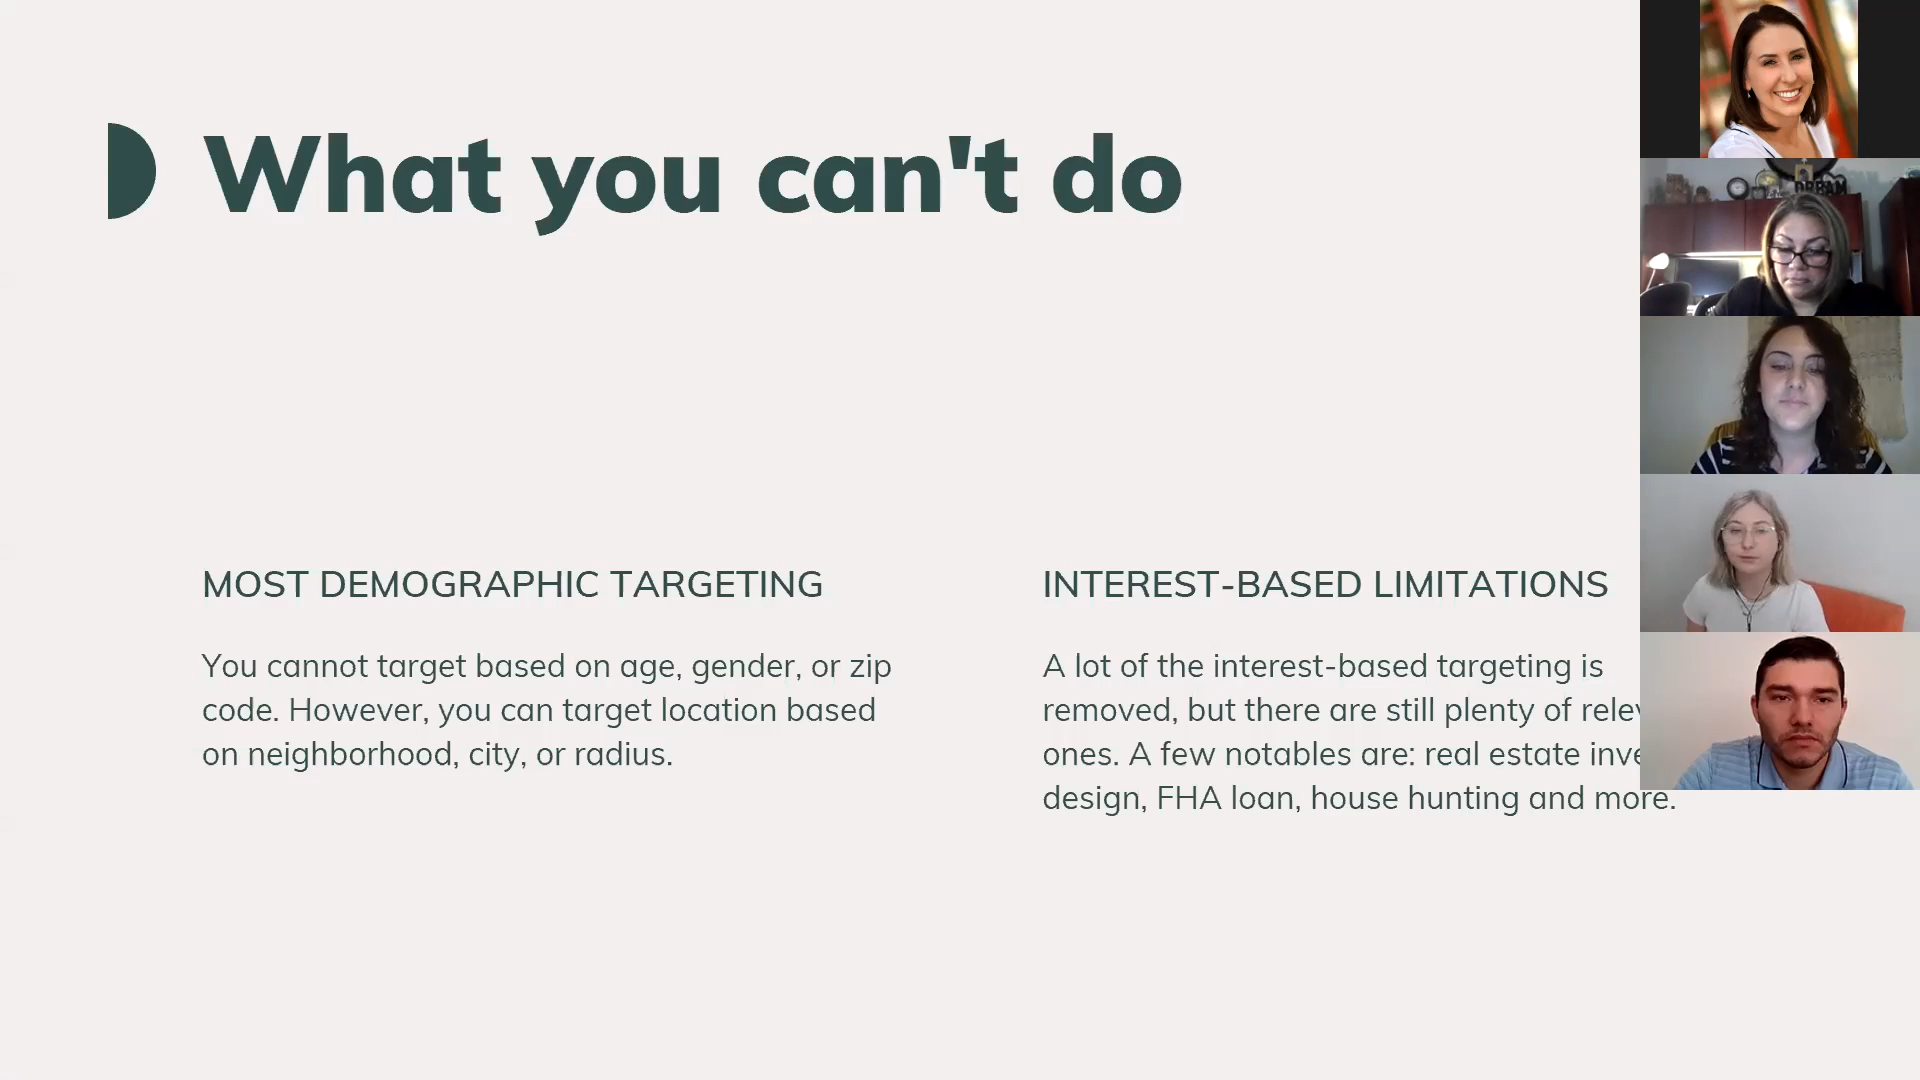 What you can't do
MOST DEMOGRAPHIC TARGETING
You cannot target based on age, gender, or zip
code. However, you can target location based
on neighborhood, city, or radius.
INTEREST-BASED LIMITATIONS
A lot of the interest-based targeting is
removed, but there are still plenty of
ones. A few notables are: real estate
design, FHA loan, house hunting and more.
DREAM